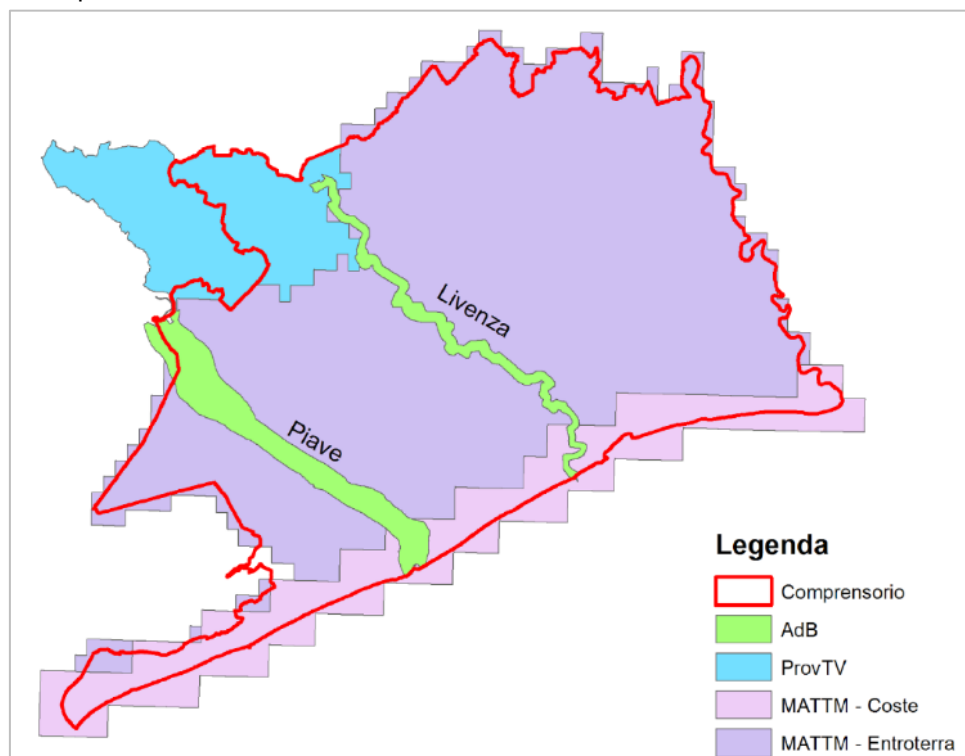 Livenza
Piave
Legenda
Comprensorio
AdB
ProvTV
MATTM - Coste
MATTM - Entroterra